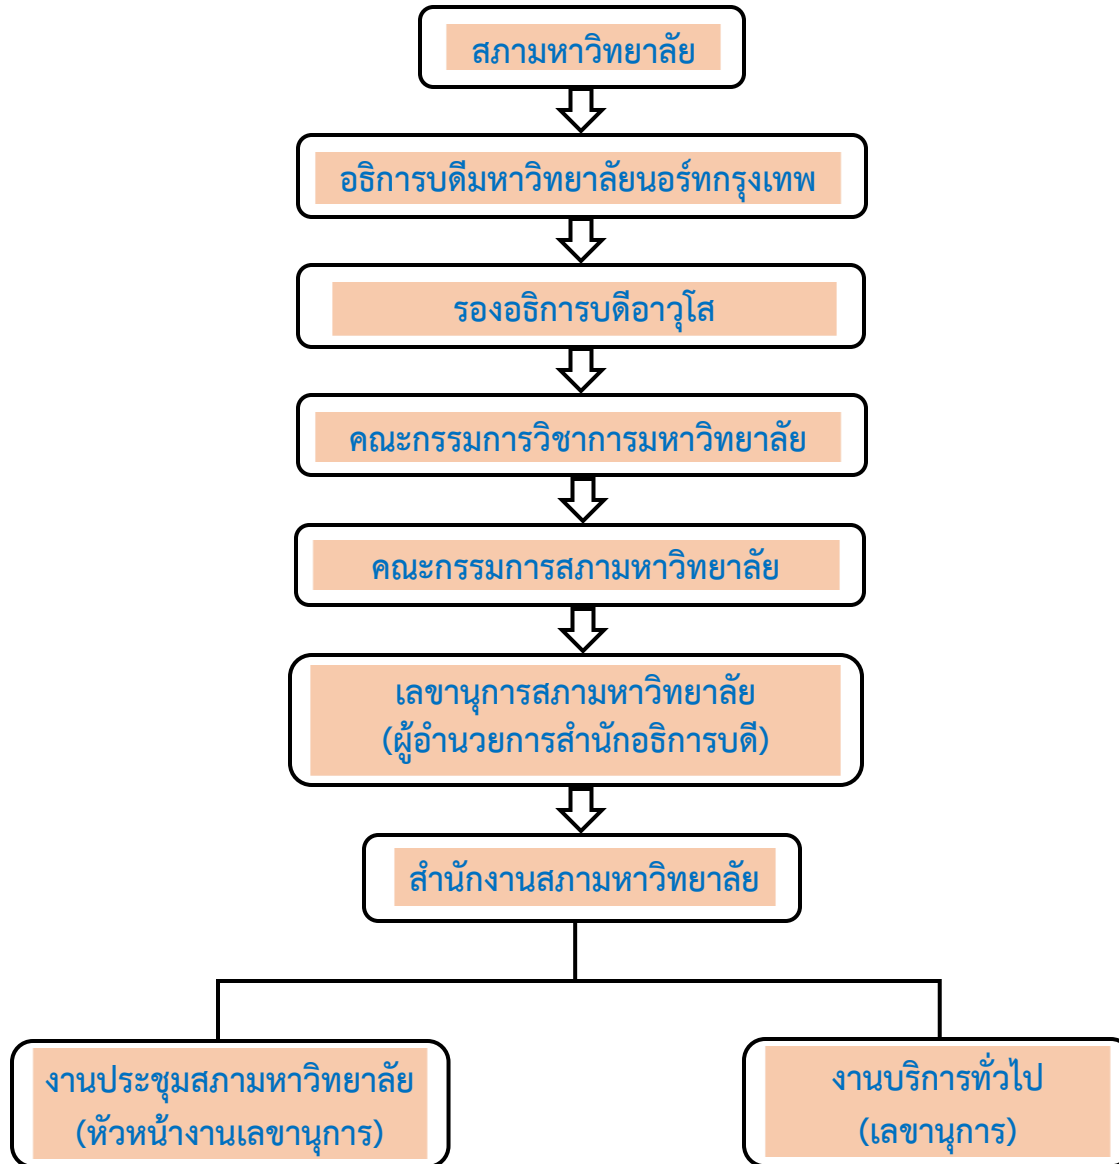 สภามหาวิทยาลัย
อธิการบดีมหาวิทยาลัยนอร์ทกรุงเทพ
รองอธิการบดีอาวุโส
คณะกรรมการวิชาการมหาวิทยาลัย
คณะกรรมการสภามหาวิทยาลัย
เลขานุการสภามหาวิทยาลัย
(ผู้อำนวยการสำนักอธิการบดี)
สำนักงานสภามหาวิทยาลัย
งานประชุมสภามหาวิทยาลัย
(หัวหน้างานเลขานุการ)
งานบริการทั่วไป
(เลขานุการ)